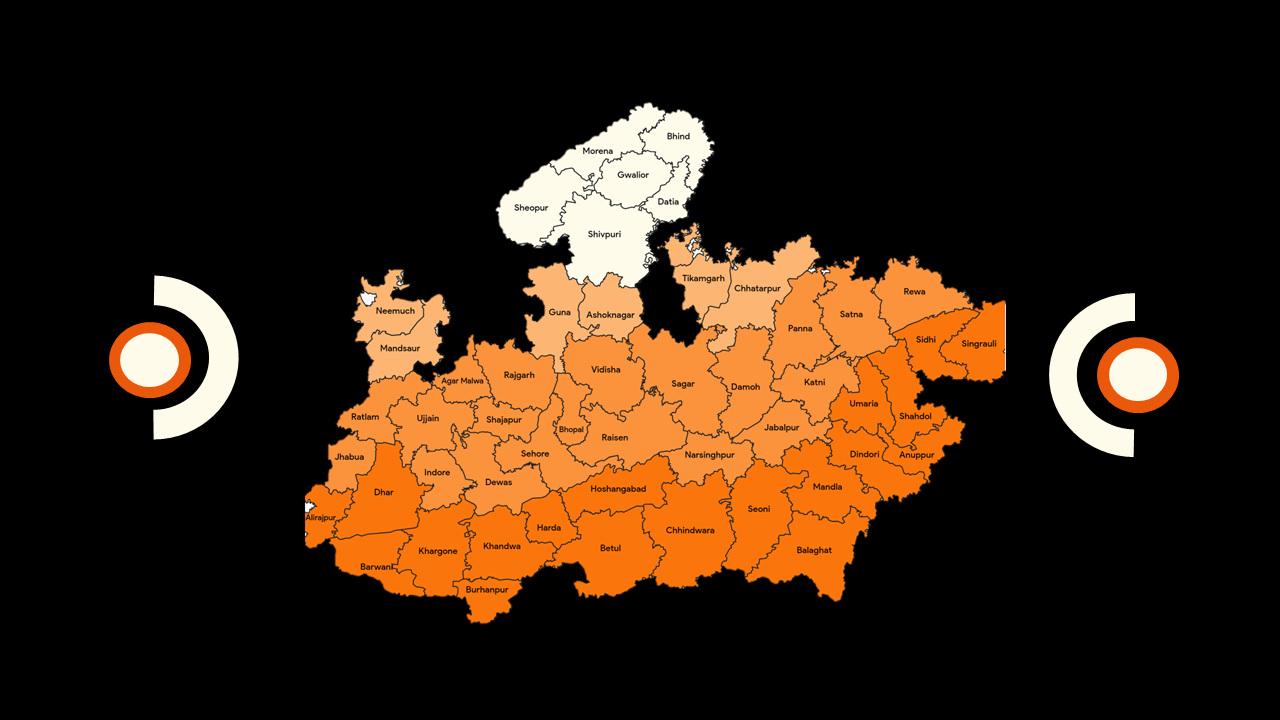 Bhind
Morena
Gwalior
Datia
Sheopur
Shivpuri
Tikamgarh
Chhatarpur
Rewa
Neemuch
Guna
Ashoknagar
Satna
Panna
Sidhi
Singrauli
Mandsaur
Vidisha
Rajgarh
Agar Malwa
Sagar
Damoh
Katni
Umaria
Shahdol
Ratlam
Ujjain
Shajapur
Bhopal
Raisen
Jabalpur
Jhabua
Sehore
Narsinghpur
Dindori
Anuppur
Indore
Dewas
Dhar
Hoshangabad
Mandla
Seoni
Alirajpur
Harda
Chhindwara
Khargone
Khandwa
Betul
Balaghat
Barwani
Burhanpur